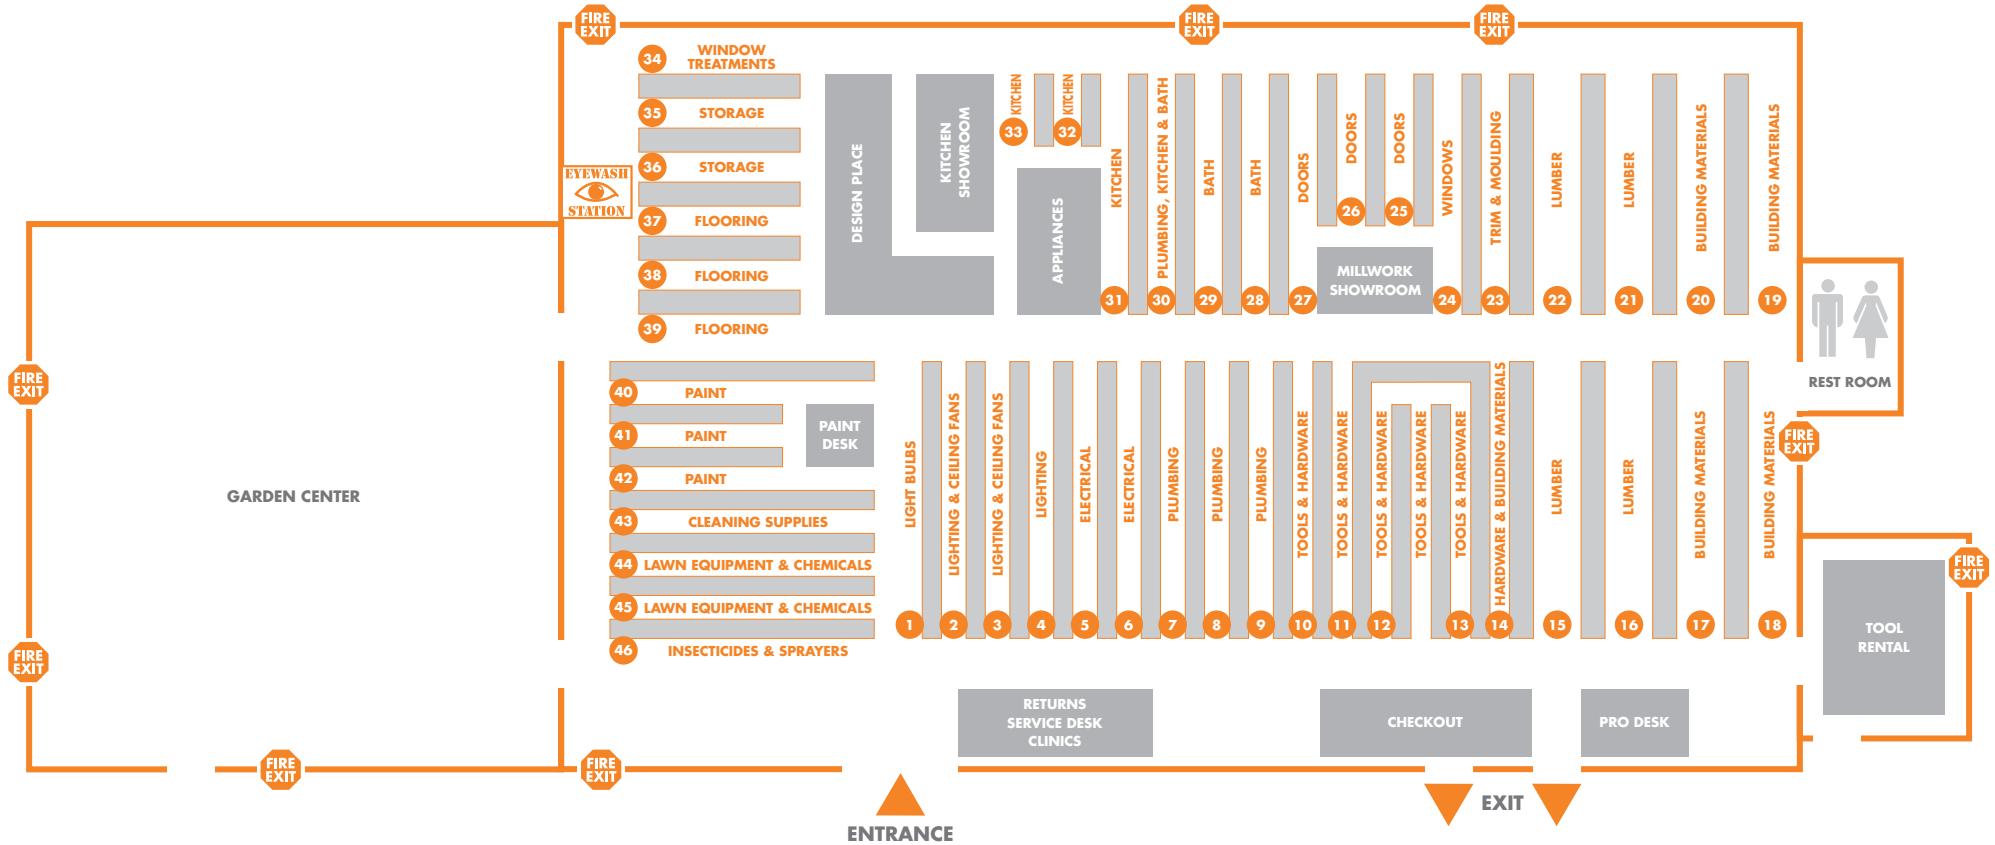 FIRE
EXIT
FIRE
EXIT
FIRE
EXIT
34 WINDOW
TREATMENTS
35 STORAGE
36 STORAGE
37 FLOORING
38 FLOORING
39 FLOORING
EYEWASH
STATION
DESIGN PLACE
KITCHEN
SHOWROOM
KITCHEN
33
KITCHEN
32
APPLIANCES
KITCHEN
31
PLUMBING, KITCHEN & BATH
30
BATH
29
BATH
28
DOORS
27
DOORS
26
DOORS
25
MILLWORK
SHOWROOM
WINDOWS
24
TRIM & MOULDING
23
LUMBER
22
LUMBER
21
BUILDING MATERIALS
20
BUILDING MATERIALS
19
REST ROOM
FIRE
EXIT
FIRE
EXIT
FIRE
EXIT
GARDEN CENTER
40 PAINT
41 PAINT
42 PAINT
PAINT
DESK
43 CLEANING SUPPLIES
44 LAWN EQUIPMENT & CHEMICALS
45 LAWN EQUIPMENT & CHEMICALS
46 INSECTICIDES & SPRAYERS
LIGHT BULBS
1
LIGHTING & CEILING FANS
2
LIGHTING & CEILING FANS
3
LIGHTING
4
ELECTRICAL
5
ELECTRICAL
6
PLUMBING
7
PLUMBING
8
PLUMBING
9
TOOLS & HARDWARE
10
TOOLS & HARDWARE
11
TOOLS & HARDWARE
12
TOOLS & HARDWARE
TOOLS & HARDWARE
13
HARDWARE & BUILDING MATERIALS
14
LUMBER
15
LUMBER
16
BUILDING MATERIALS
17
BUILDING MATERIALS
18
FIRE
EXIT
TOOL
RENTAL
RETURNS
SERVICE DESK
CLINICS
CHECKOUT
PRO DESK
FIRE
EXIT
FIRE
EXIT
ENTRANCE
EXIT